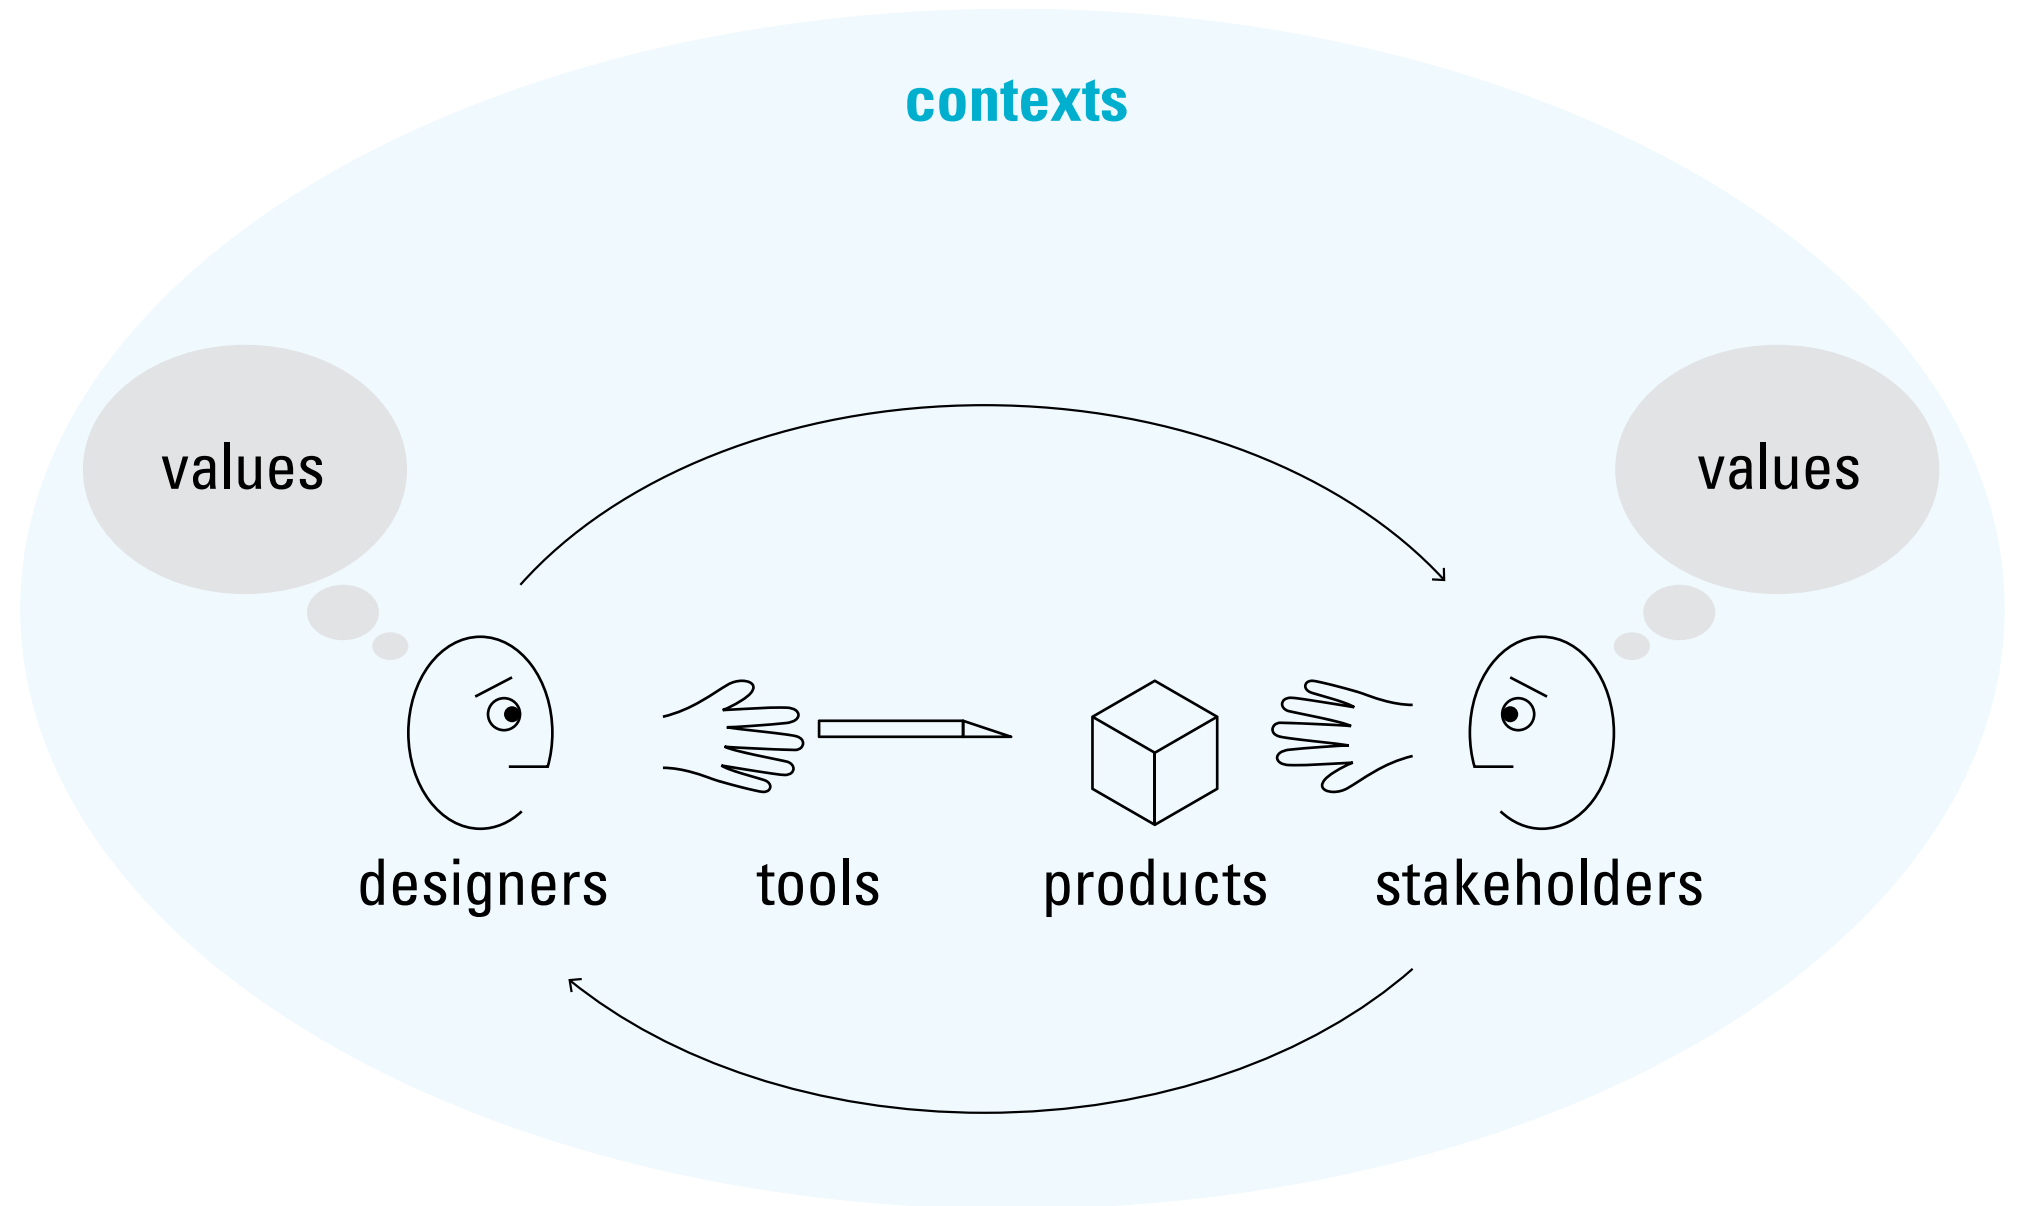 contexts
values
values
designers
tools
products
stakeholders